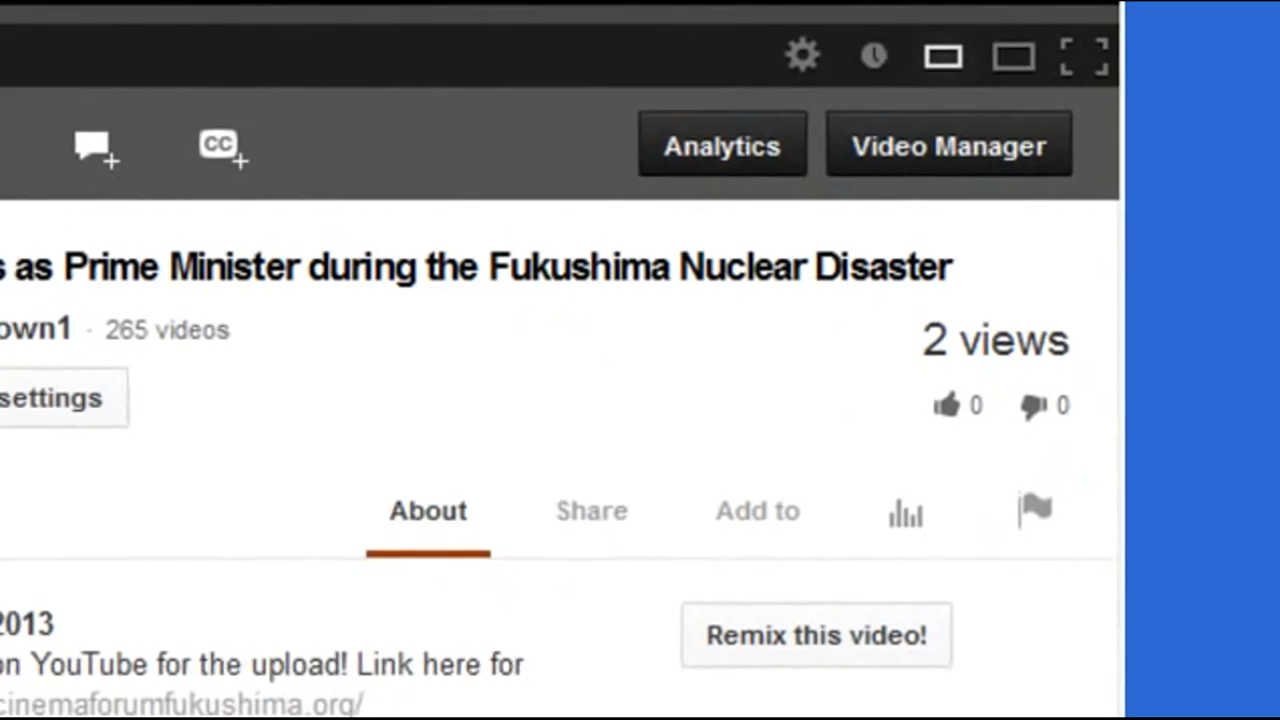 CC
Analytics Video Manager
s as Prime Minister during the Fukushima Nuclear Disaster
own1 · 265 videos
2 views
settings
0 0
About Share Add to
2013
Remix this video!
on YouTube for the upload! Link here for
cinemaforumfukushima.org/